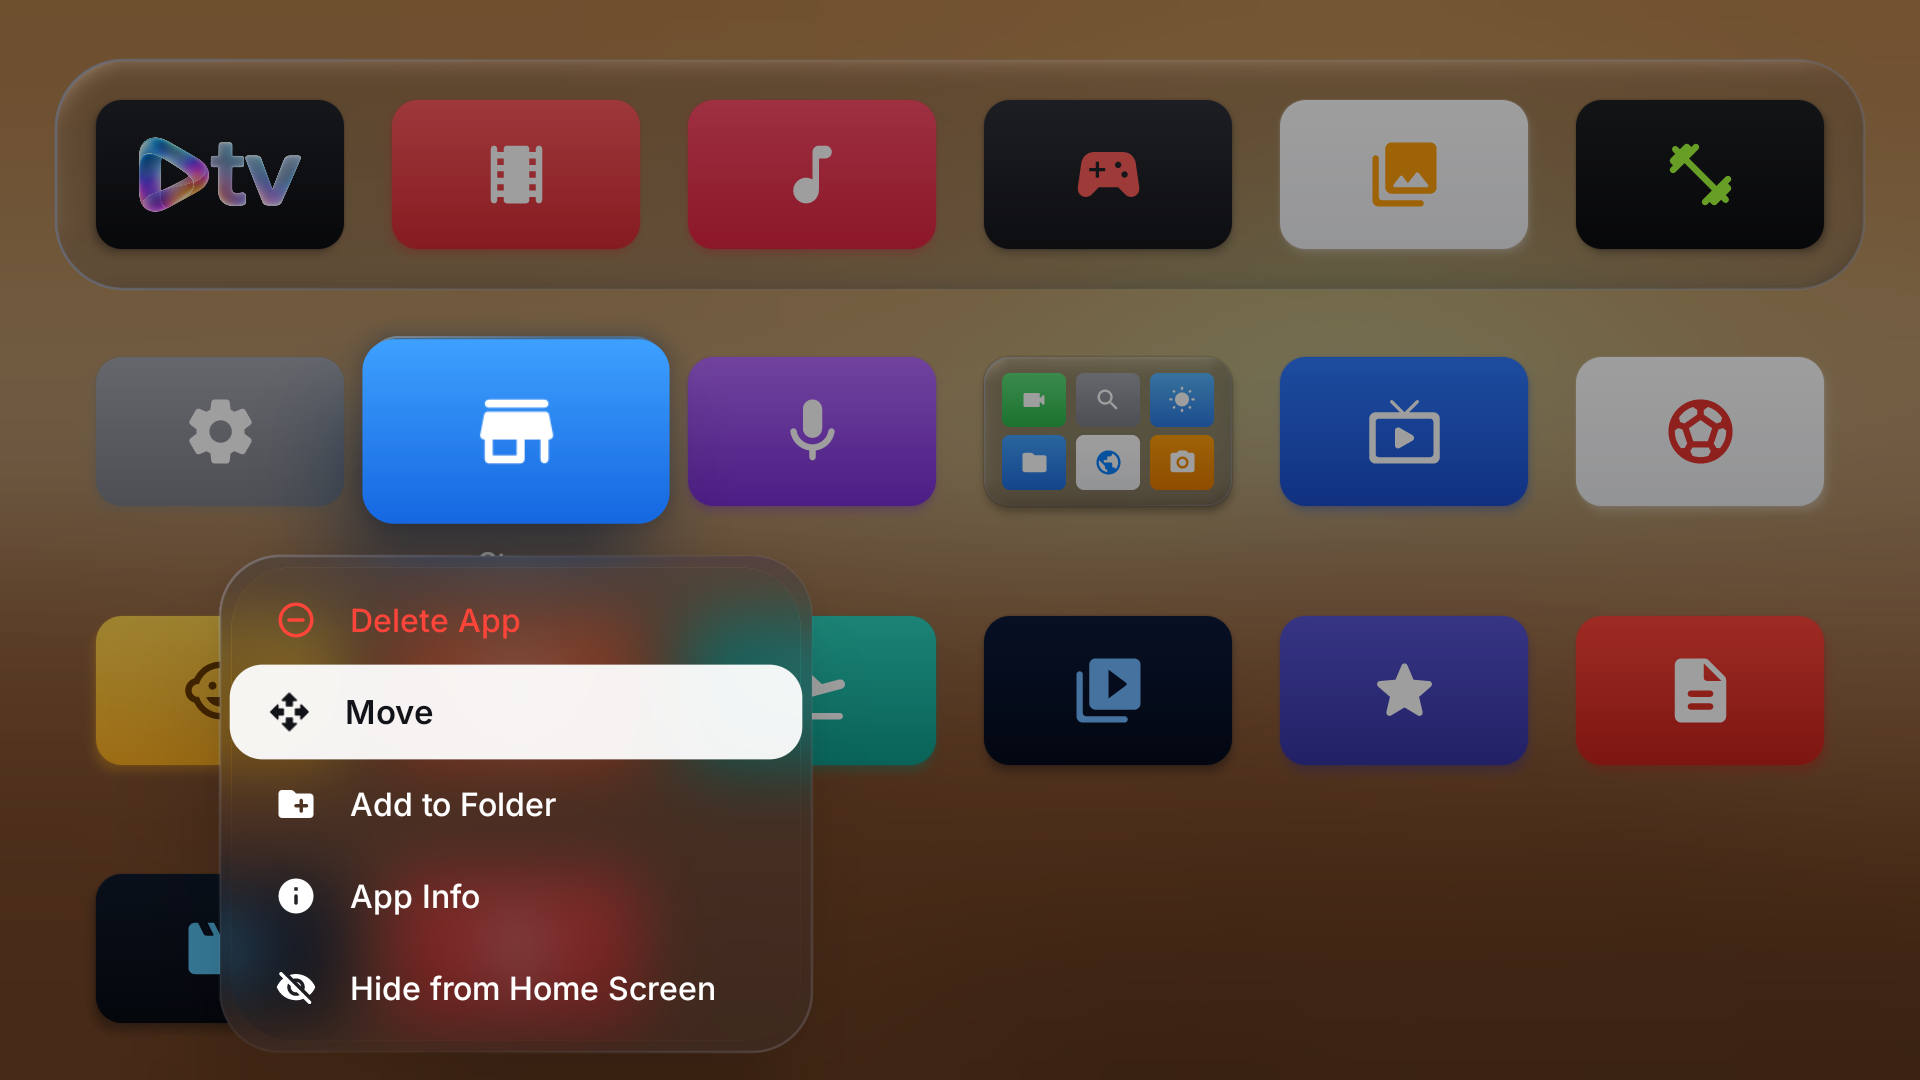 tv
Delete App
Move
Add to Folder
App Info
Hide from Home Screen